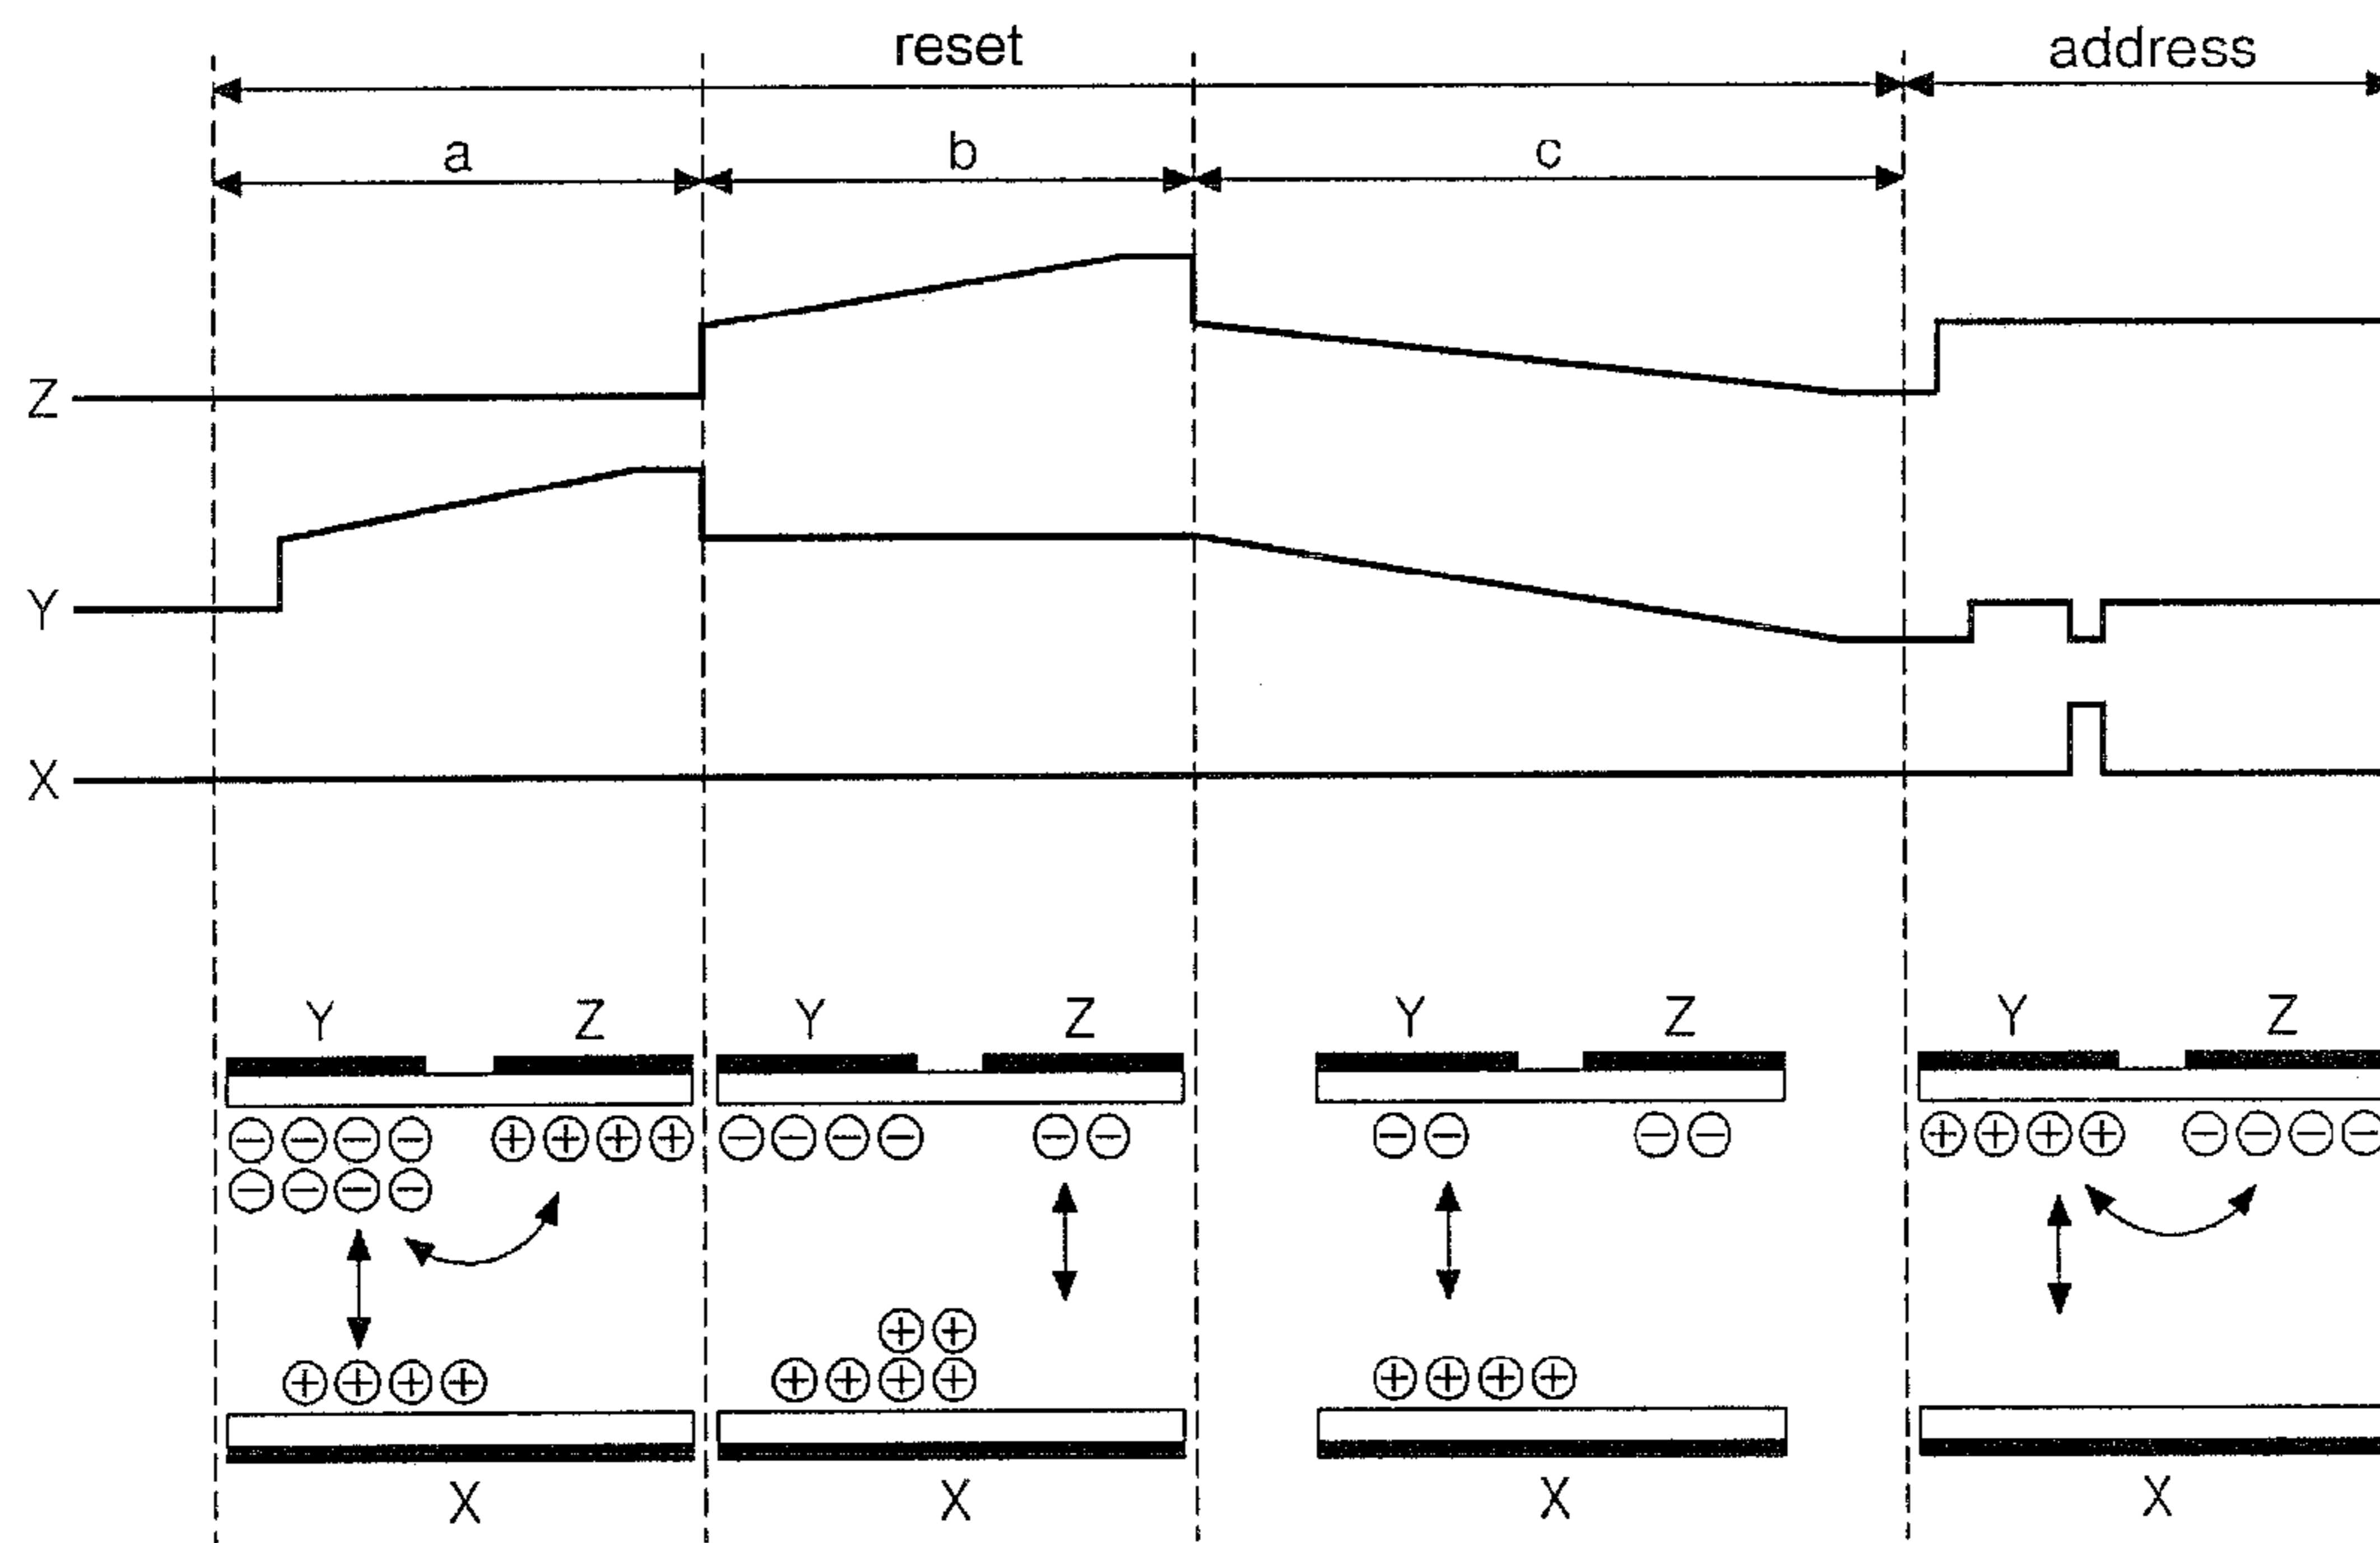 reset address
a b c
Z
Y
X
Y Z Y Z Y Z Y Z
⊖ ⊖ ⊖ ⊖ ⊕ ⊕ ⊕ ⊕ ⊖ ⊖ ⊖ ⊖ ⊖ ⊖ ⊖ ⊖ ⊖ ⊖ ⊕ ⊕ ⊕ ⊕ ⊖ ⊖ ⊖ ⊖
⊖ ⊖ ⊖ ⊖
⊕ ⊕
⊕ ⊕ ⊕ ⊕ ⊕ ⊕ ⊕ ⊕ ⊕ ⊕ ⊕ ⊕
X X X X